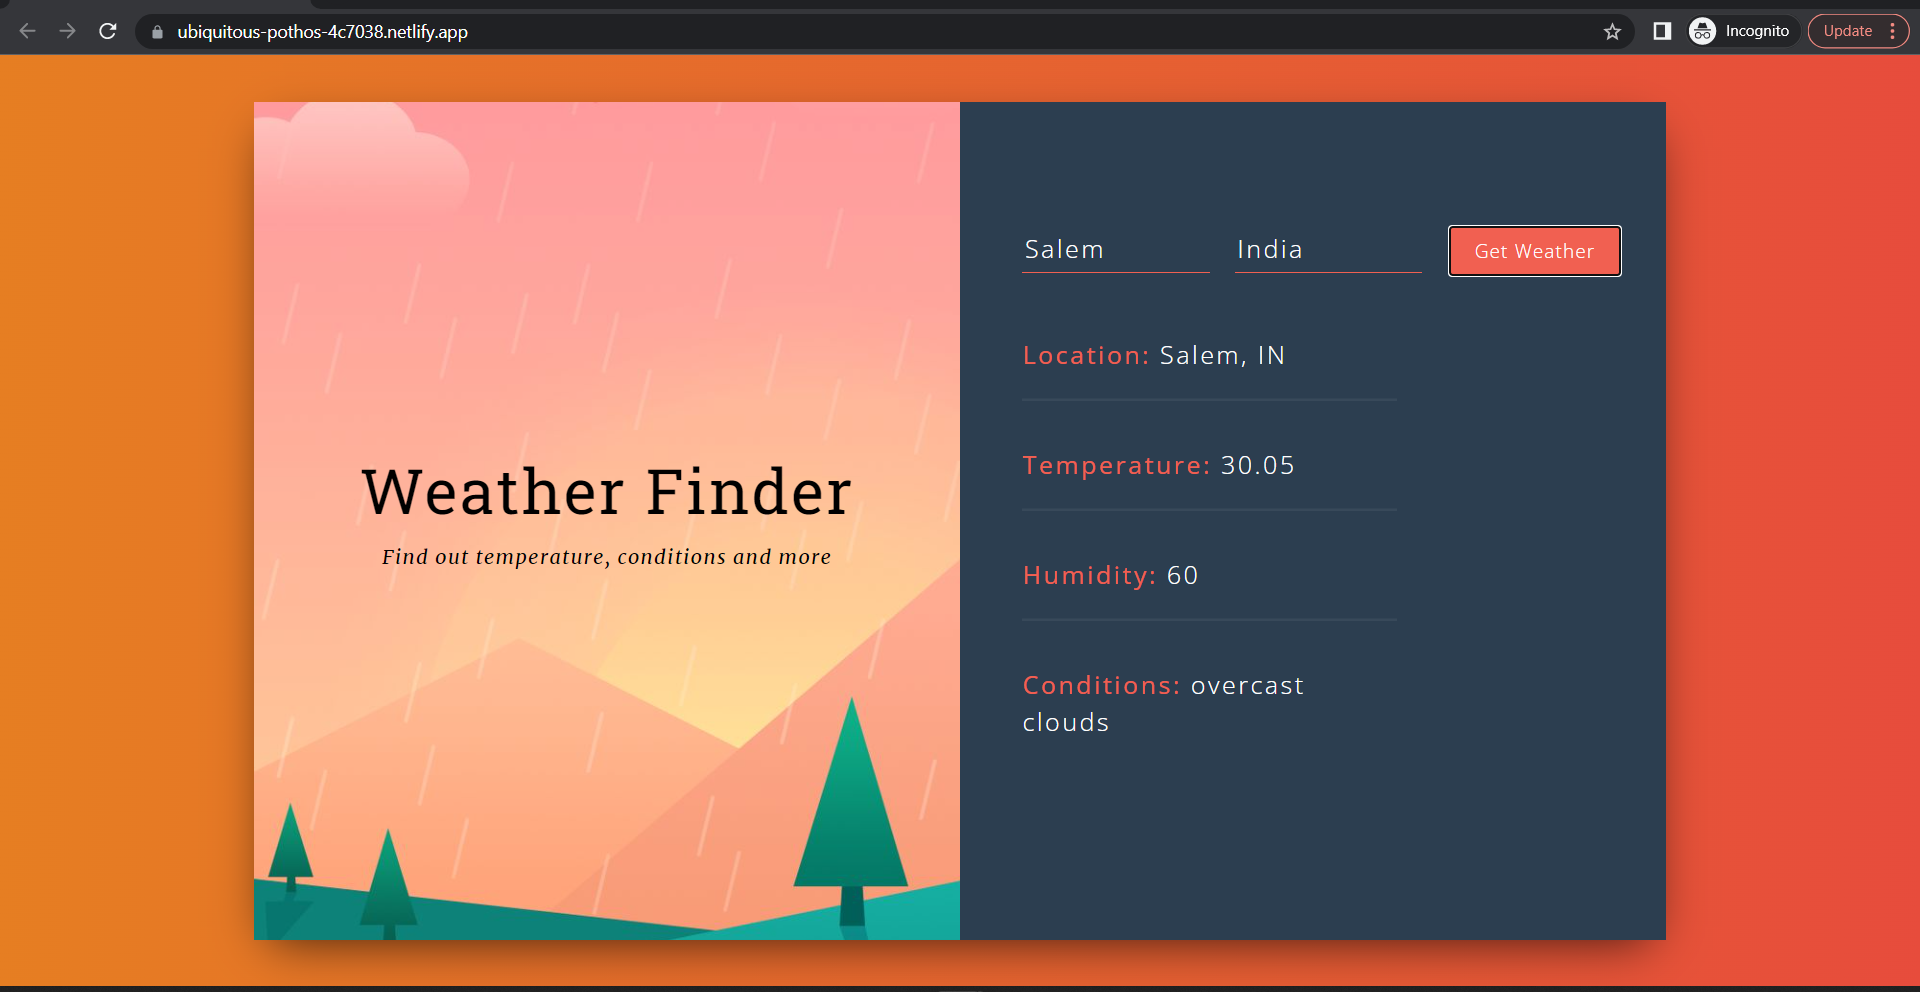 ubiquitous-pothos-4c7038.netlify.app
Incognito
Update
Weather Finder
Find out temperature, conditions and more
Salem
India
Get Weather
Location: Salem, IN
Temperature: 30.05
Humidity: 60
Conditions: overcast
clouds